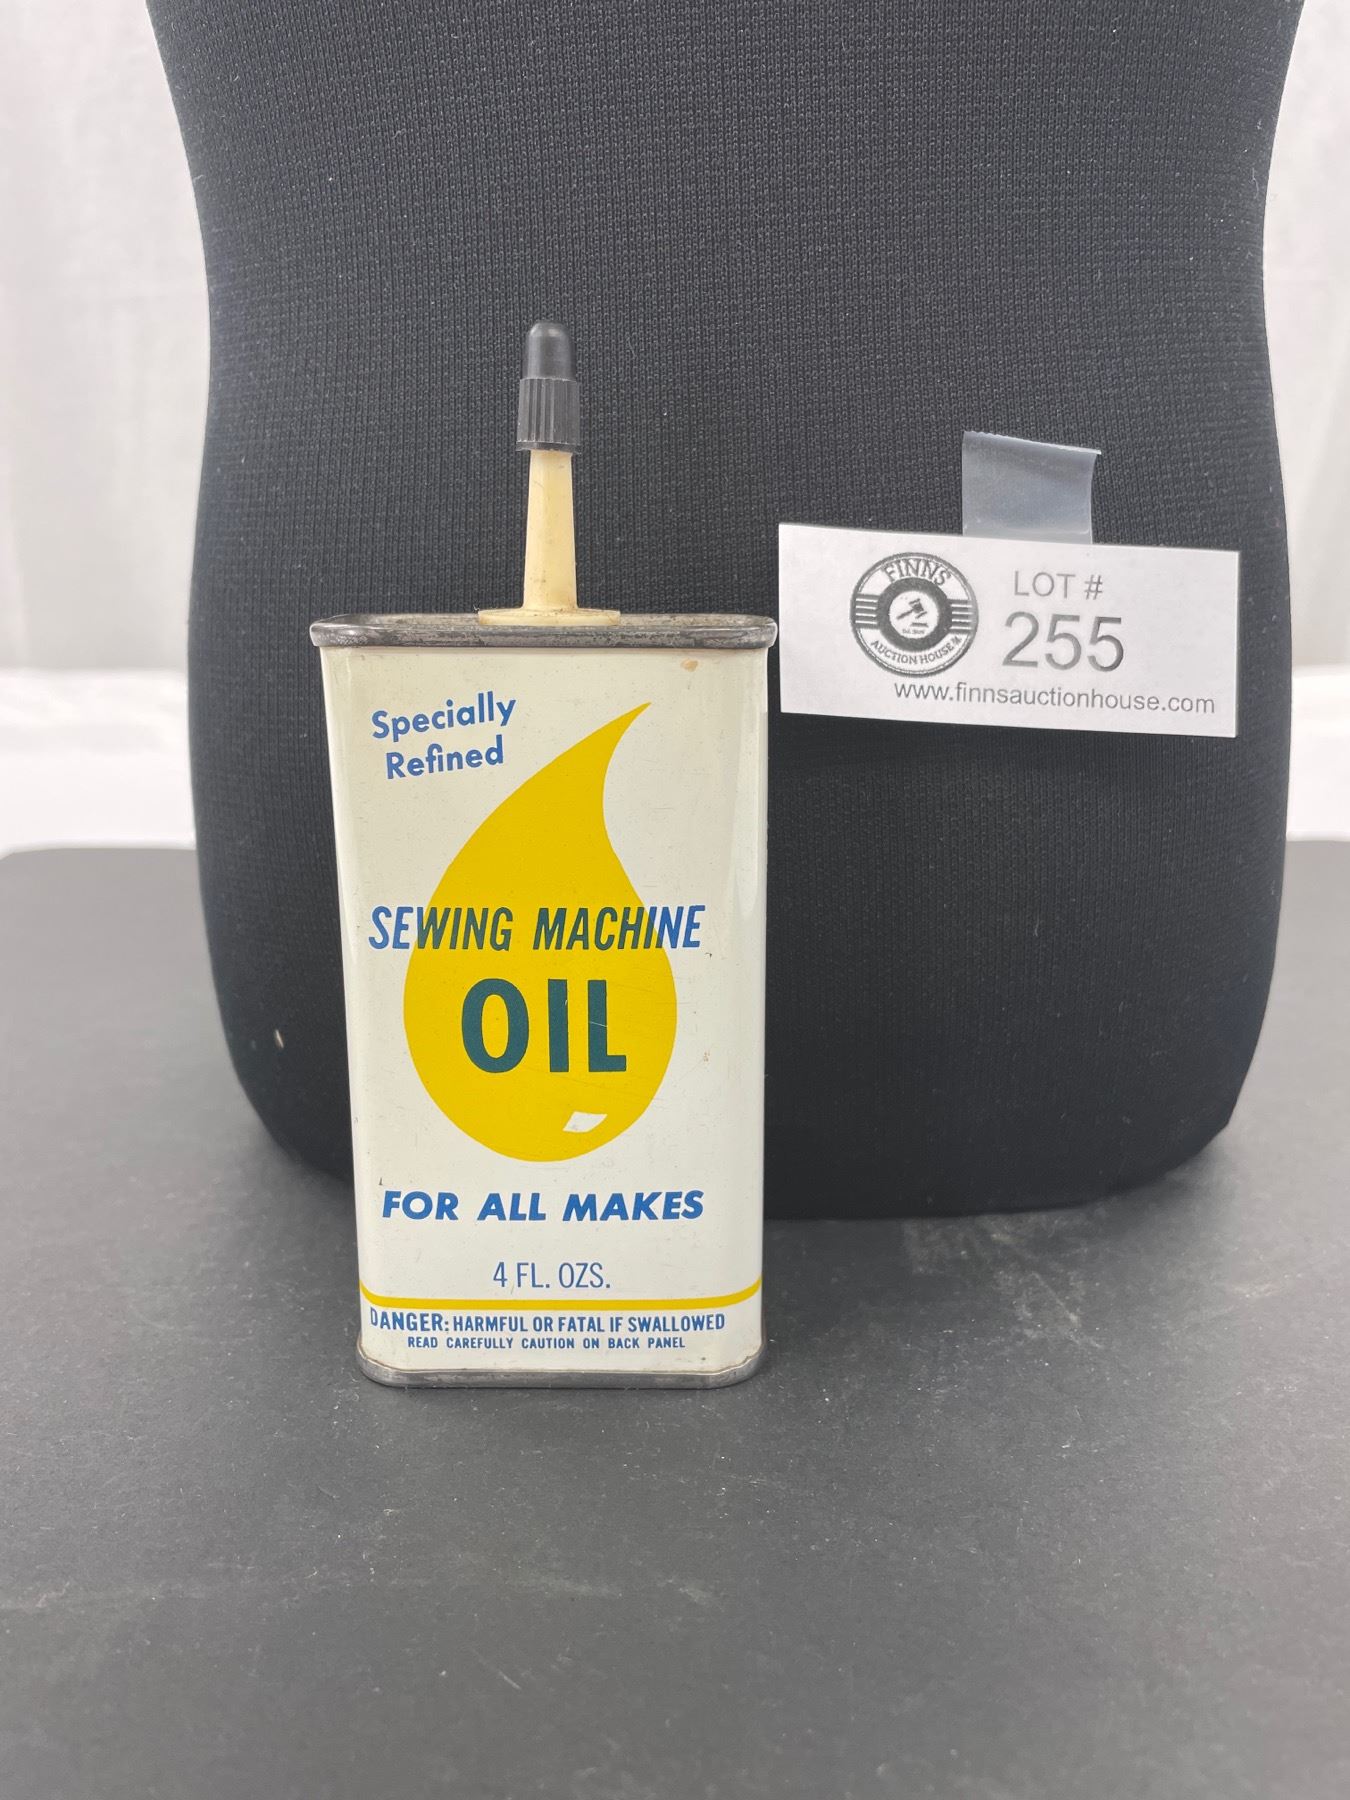 Specially
Refined
SEWING MACHINE
OIL
FOR ALL MAKES
4 FL. OZS.
DANGER: HARMFUL OR FATAL IF SWALLOWED
READ CAREFULLY CAUTION ON BACK PANEL
FINNS
AUCTION HOUSE
LOT #
255
www.finnsauctionhouse.com